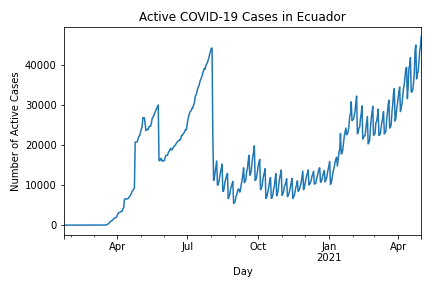 Active COVID-19 Cases in Ecuador
Number of Active Cases
40000
30000
20000
10000
0
Apr
Jul
Oct
Jan
2021
Apr
Day